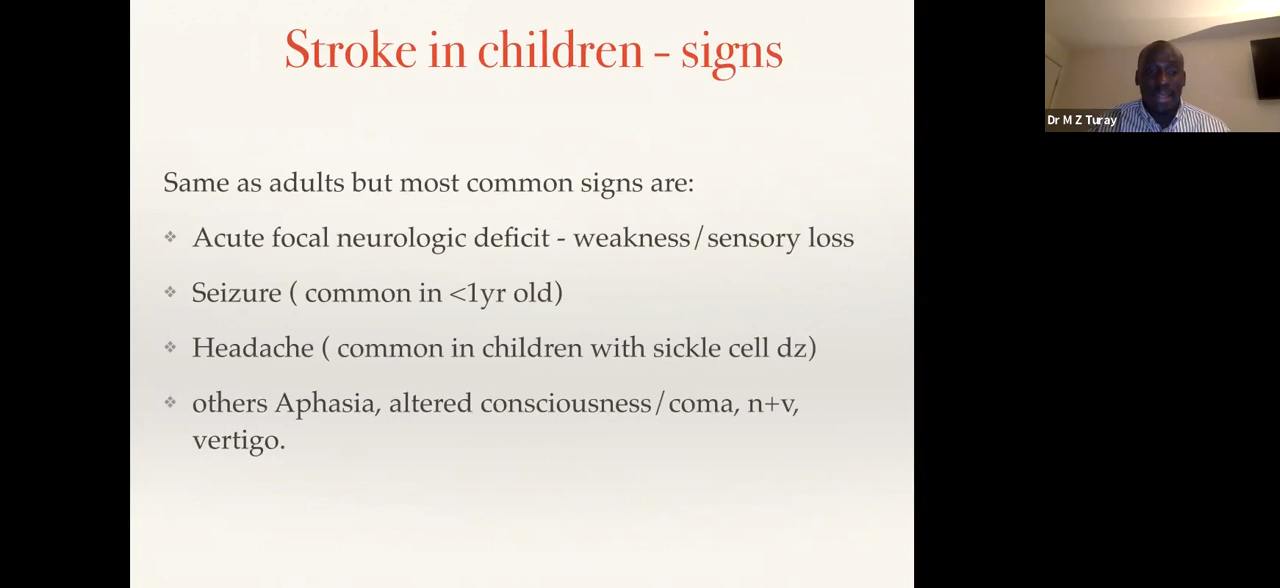 Stroke in children - signs
Same as adults but most common signs are:
Acute focal neurologic deficit - weakness/sensory loss
Seizure ( common in <1yr old)
Headache ( common in children with sickle cell dz)
others Aphasia, altered consciousness/coma, n+v,
vertigo.
Dr M Z Turay